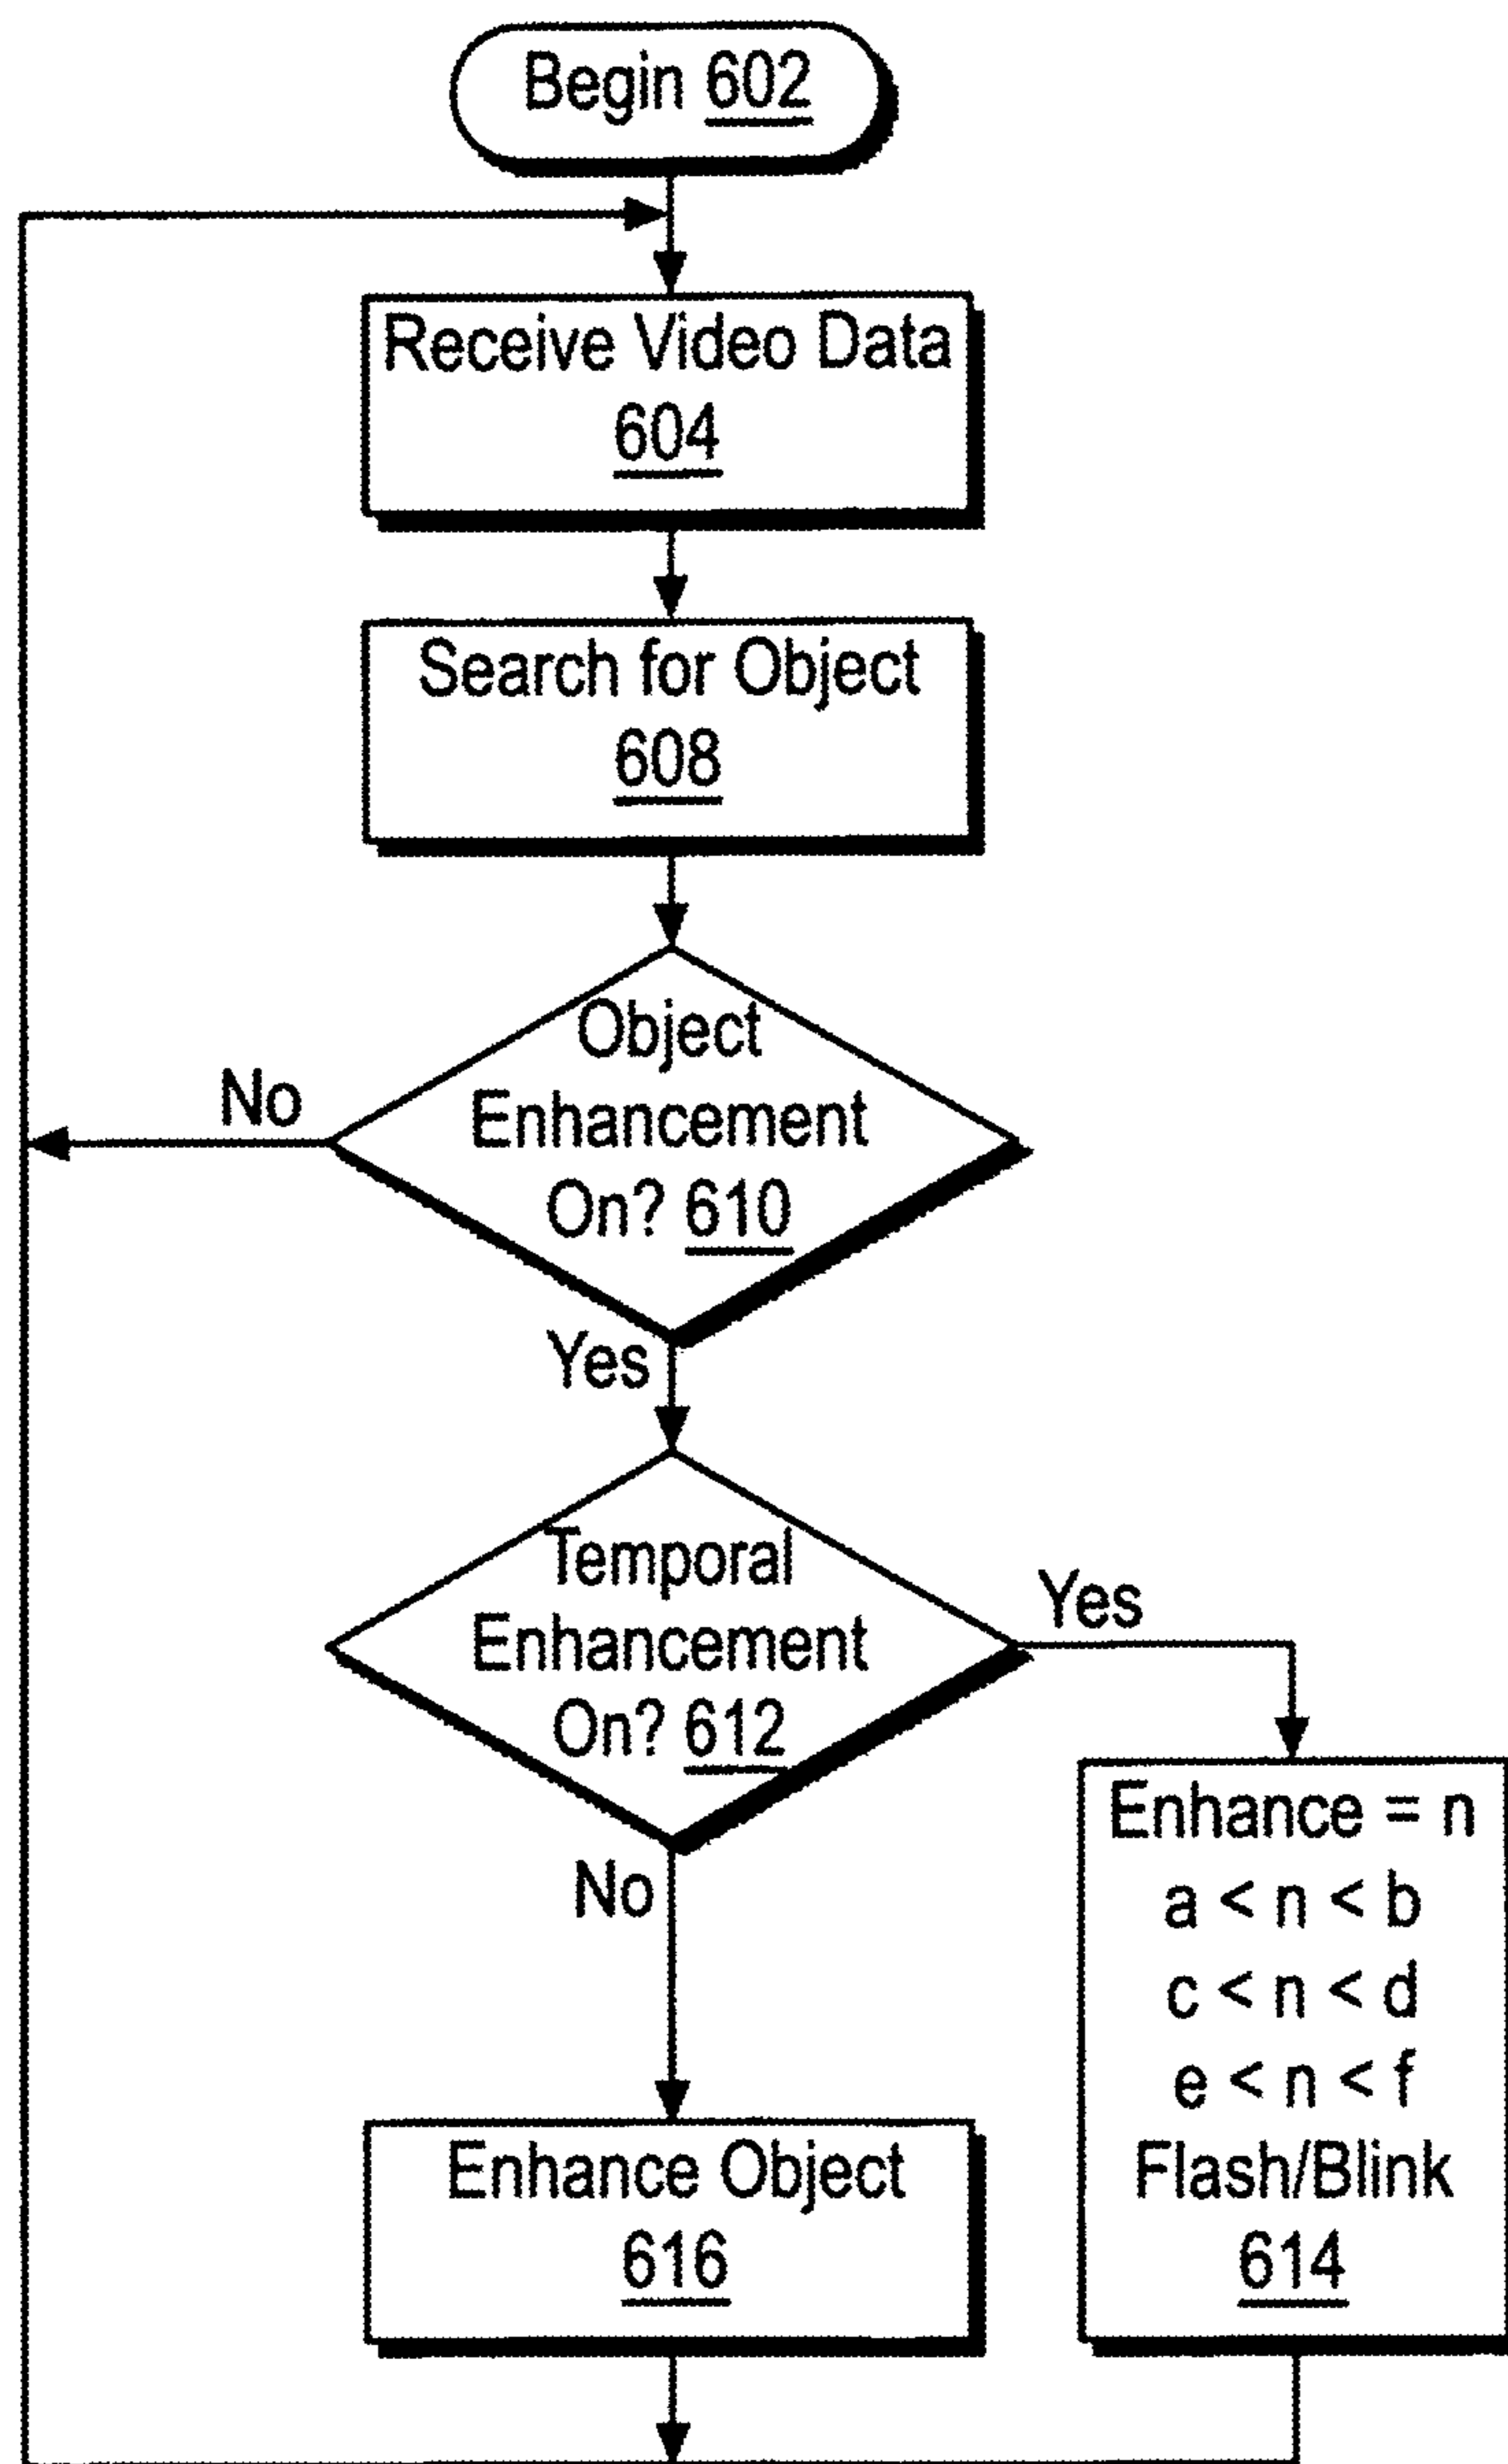 Begin 602
Receive Video Data
604
Search for Object
608
Object
Enhancement
On? 610
No
Yes
Temporal
Enhancement
On? 612
Yes
No
Enhance = n
a < n < b
c < n < d
e < n < f
Flash/Blink
614
Enhance Object
616